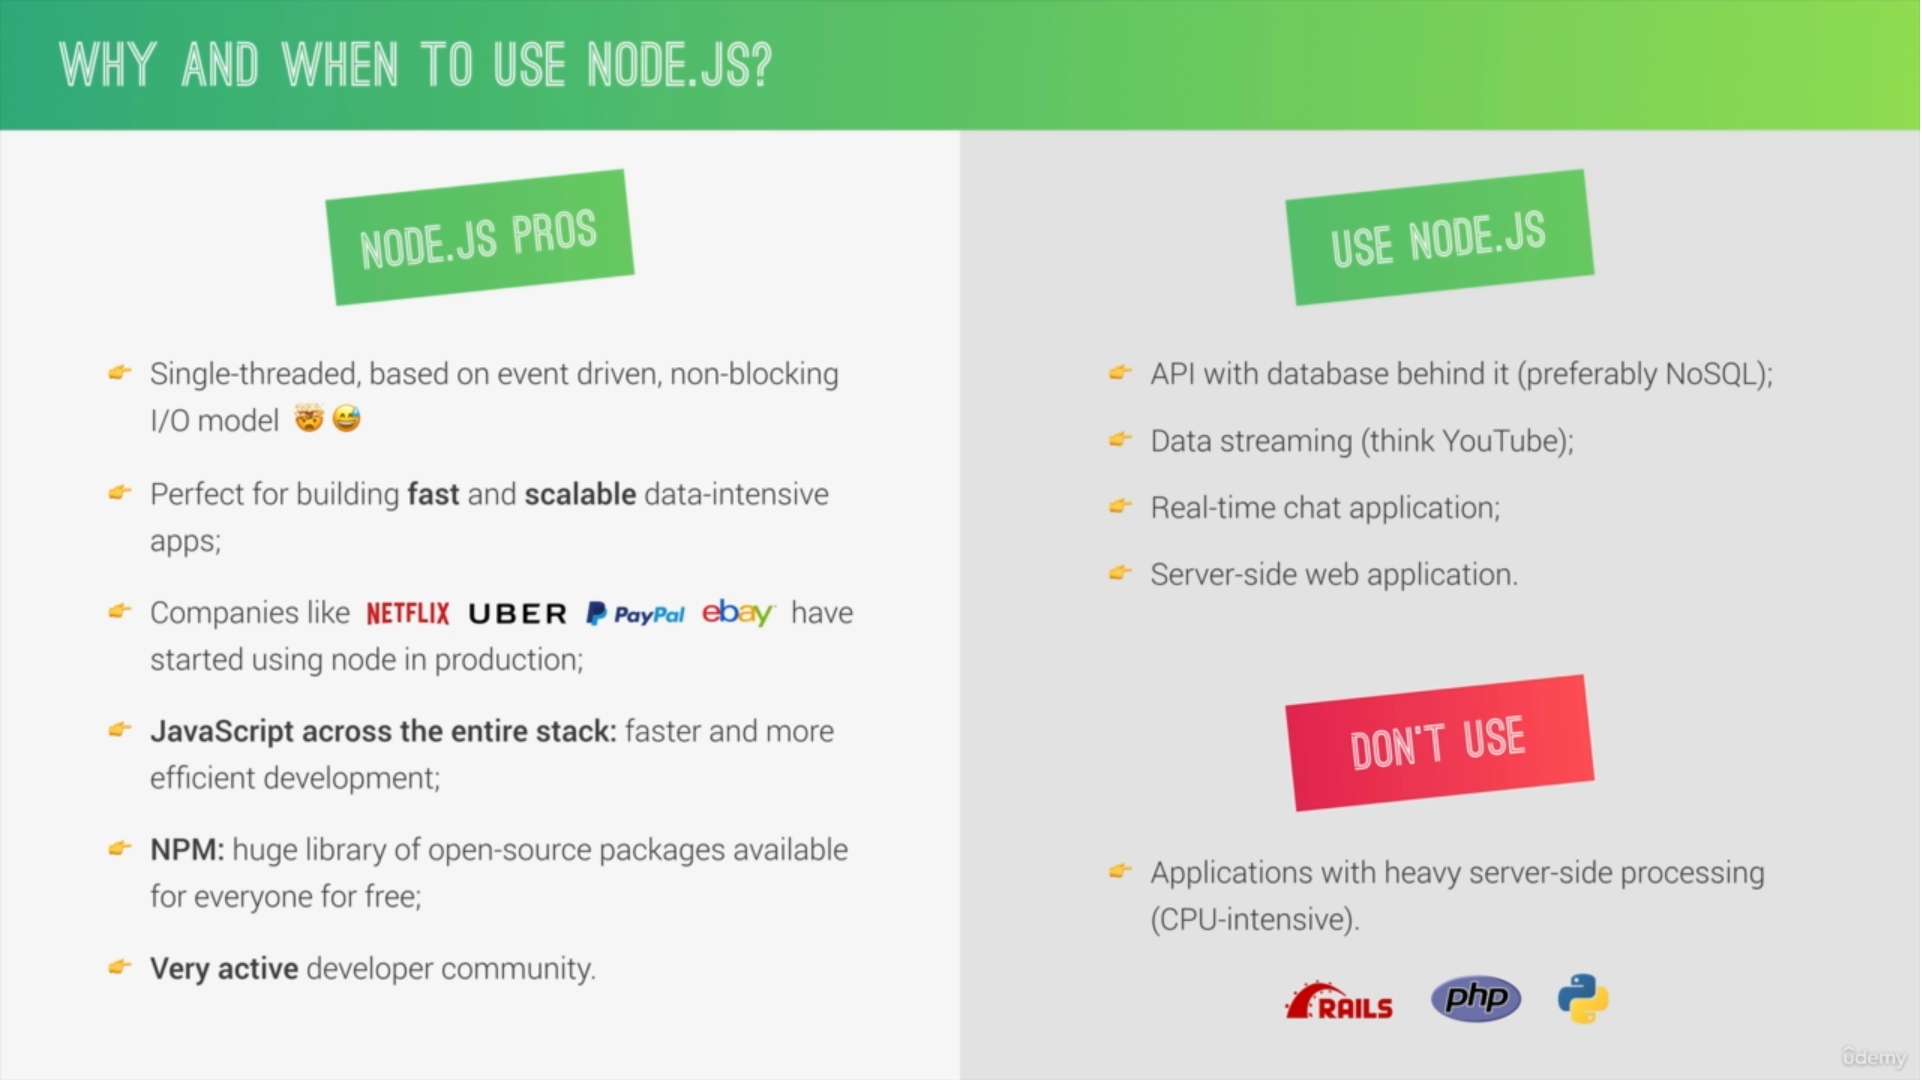 WHY AND WHEN TO USE NODE.JS?
NODE.JS PROS
Single-threaded, based on event driven, non-blocking
I/O model
Perfect for building fast and scalable data-intensive
apps;
Companies like NETFLIX UBER PayPal ebay have
started using node in production;
JavaScript across the entire stack: faster and more
efficient development;
NPM: huge library of open-source packages available
for everyone for free;
Very active developer community.
USE NODE.JS
API with database behind it (preferably NoSQL);
Data streaming (think YouTube);
Real-time chat application;
Server-side web application.
DON'T USE
Applications with heavy server-side processing
(CPU-intensive).
RAILS php
ûdemy